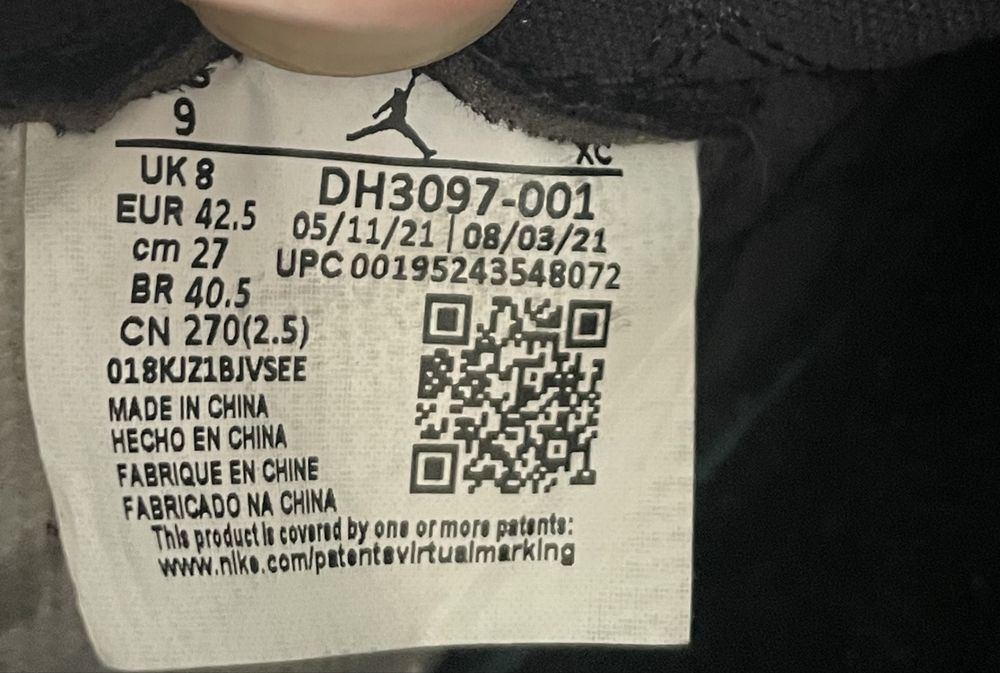 9
XC
UK 8
DH3097-001
EUR 42.5
05/11/21 | 08/03/21
cm 27
UPC 00195243548072
BR 40.5
CN 270(2.5)
018KJZ1BJVSEE
MADE IN CHINA
HECHO EN CHINA
FABRIQUE EN CHINE
FABRICADO NA CHINA
This product is covered by one or more patents:
www.nike.com/patentsvirtualmarking